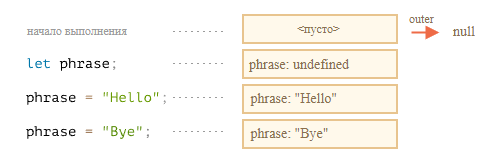 outer
начало выполнения <пусто> null
let phrase; phrase: undefined
phrase = "Hello"; phrase: "Hello"
phrase = "Bye"; phrase: "Bye"